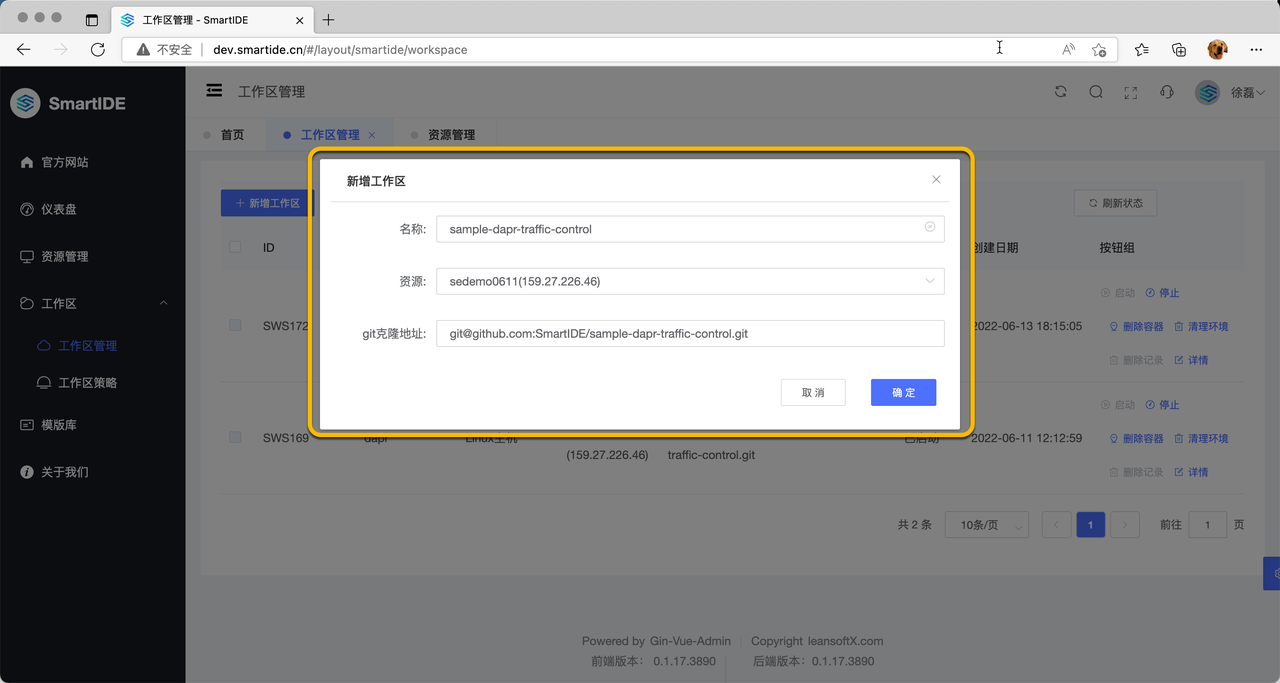 工作区管理 - SmartIDE
不安全 dev.smartide.cn/#/layout/smartide/workspace
SmartIDE
工作区管理
徐磊
首页 工作区管理 资源管理
官方网站
仪表盘
资源管理
工作区
工作区管理
工作区策略
模版库
关于我们
新增工作区
刷新状态
ID
创建日期
按钮组
新增工作区
名称:
sample-dapr-traffic-control
资源:
sedemo0611(159.27.226.46)
git克隆地址:
git@github.com:SmartIDE/sample-dapr-traffic-control.git
取 消
确 定
启动 停止
SWS172
2022-06-13 18:15:05
删除容器 清理环境
删除记录 详情
启动 停止
SWS169 dapr Linux主机 已启动 2022-06-11 12:12:59 删除容器 清理环境
(159.27.226.46) traffic-control.git
删除记录 详情
共 2 条 10条/页 1 前往 1 页
Powered by Gin-Vue-Admin Copyright leansoftX.com
前端版本： 0.1.17.3890 后端版本： 0.1.17.3890